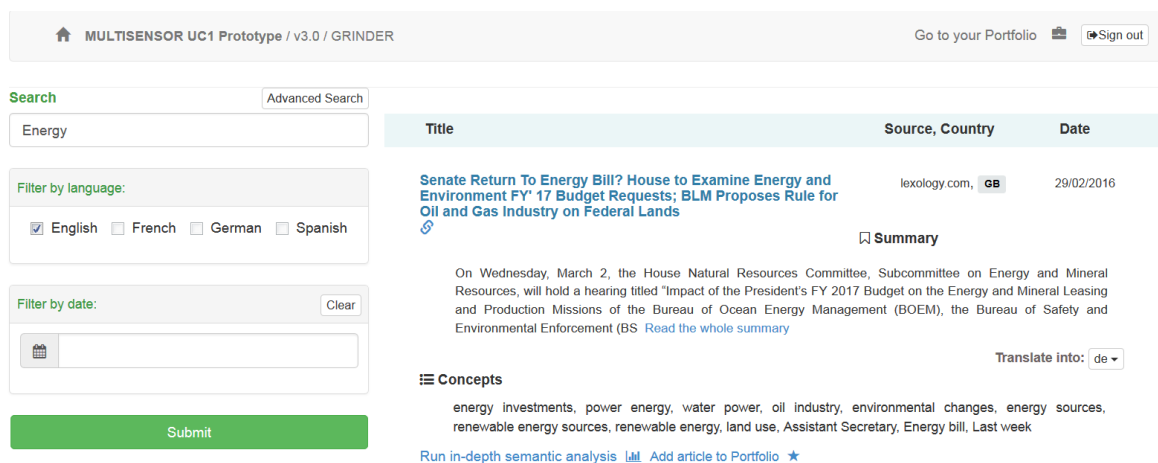 MULTISENSOR UC1 Prototype / v3.0 / GRINDER
Go to your Portfolio
Sign out
Search
Advanced Search
Energy
Filter by language:
English French German Spanish
Filter by date:
Clear
Submit
Title Source, Country Date
Senate Return To Energy Bill? House to Examine Energy and
Environment FY' 17 Budget Requests; BLM Proposes Rule for
Oil and Gas Industry on Federal Lands
lexology.com, GB 29/02/2016
Summary
On Wednesday, March 2, the House Natural Resources Committee, Subcommittee on Energy and Mineral
Resources, will hold a hearing titled “Impact of the President's FY 2017 Budget on the Energy and Mineral Leasing
and Production Missions of the Bureau of Ocean Energy Management (BOEM), the Bureau of Safety and
Environmental Enforcement (BS Read the whole summary
Translate into: de
Concepts
energy investments, power energy, water power, oil industry, environmental changes, energy sources,
renewable energy sources, renewable energy, land use, Assistant Secretary, Energy bill, Last week
Run in-depth semantic analysis Add article to Portfolio